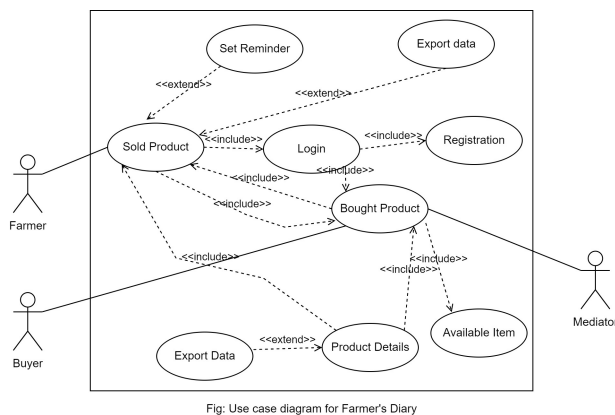 Set Reminder
Export data
<<extend>>
<<extend>>
Sold Product
<<include>>
Login
<<include>>
Registration
<<include>>
<<include>>
Farmer
<<include>>
Bought Product
<<include>>
<<include>>
<<include>>
Mediator
Buyer
Export Data
<<extend>>
Product Details
Available Item
Fig: Use case diagram for Farmer's Diary